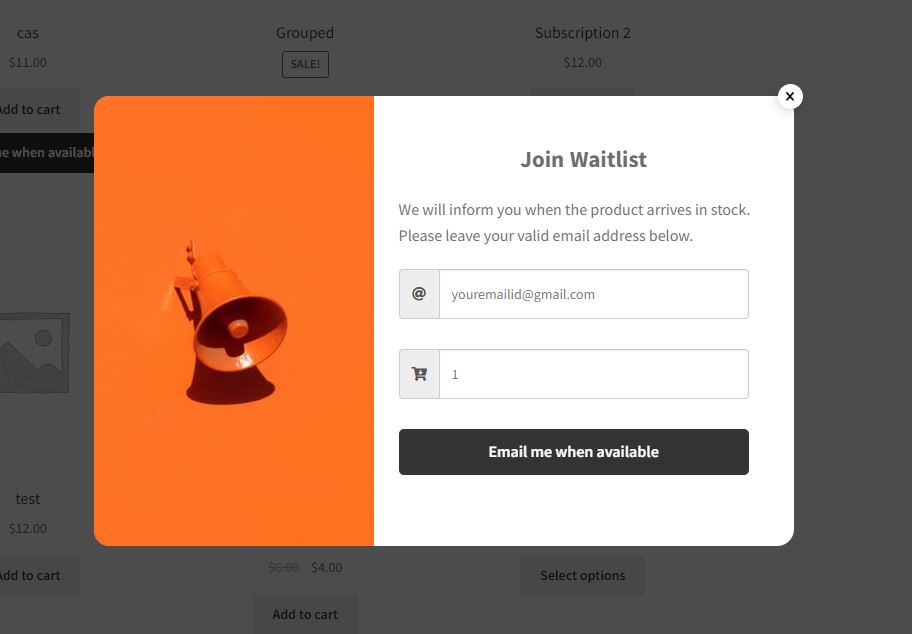 cas
Grouped
Subscription 2
SALE!
$11.00
$12.00
Add to cart
me when availabl
Join Waitlist
We will inform you when the product arrives in stock.
Please leave your valid email address below.
@
youremailid@gmail.com
1
Email me when available
test
$12.00
$6.00 $4.00
Add to cart
Select options
Add to cart